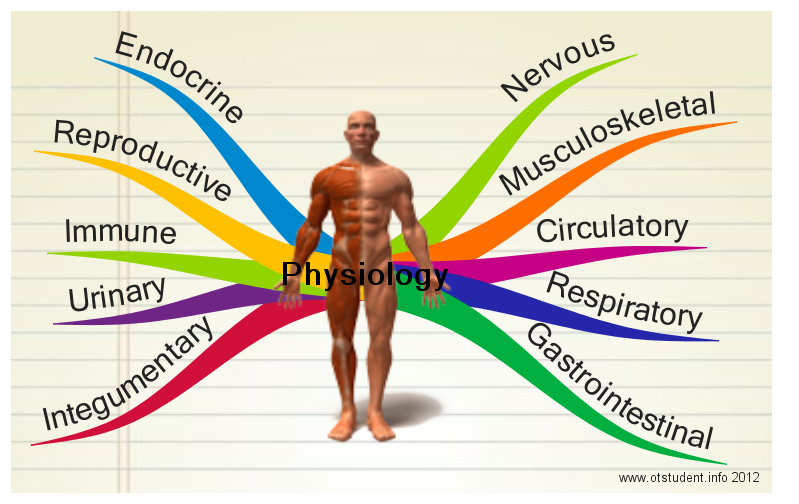 Endocrine
Reproductive
Immune
Urinary
Integumentary
Physiology
Nervous
Musculoskeletal
Circulatory
Respiratory
Gastrointestinal
www.otstudent.info 2012